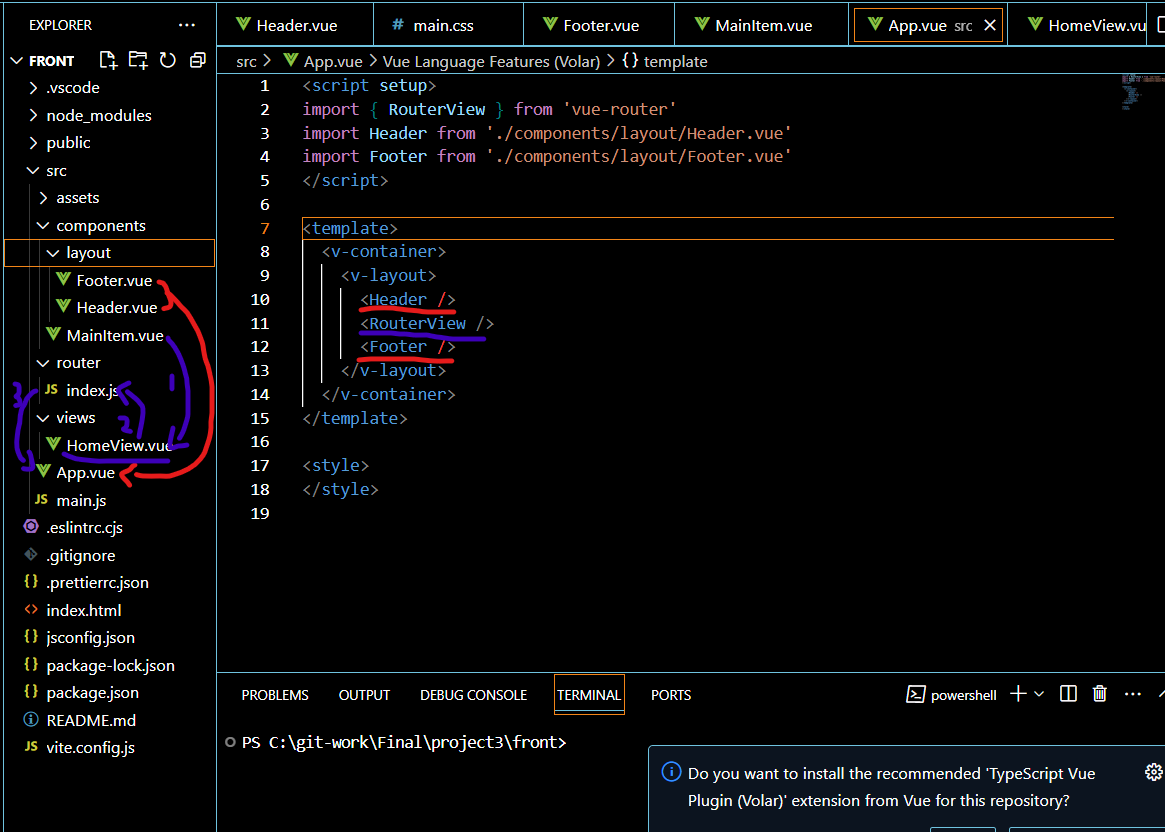 EXPLORER
FRONT
.vscode
node_modules
public
src
assets
components
layout
Footer.vue
Header.vue
MainItem.vue
router
JS index.js
views
HomeView.vue
App.vue
JS main.js
.eslintrc.cjs
.gitignore
{} .prettierrc.json
<> index.html
{} jsconfig.json
{} package-lock.json
{} package.json
README.md
JS vite.config.js
1
2
3
Header.vue
# main.css
Footer.vue
MainItem.vue
App.vue src
HomeView.vu
src > App.vue > Vue Language Features (Volar) > {} template
1 <script setup>
2 import { RouterView } from 'vue-router'
3 import Header from './components/layout/Header.vue'
4 import Footer from './components/layout/Footer.vue'
5 </script>
6
7 <template>
8 <v-container>
9 <v-layout>
10 <Header />
11 <RouterView />
12 <Footer />
13 </v-layout>
14 </v-container>
15 </template>
16
17 <style>
18 </style>
19
PROBLEMS OUTPUT DEBUG CONSOLE TERMINAL PORTS
powershell
PS C:\git-work\Final\project3\front>
Do you want to install the recommended 'TypeScript Vue
Plugin (Volar)' extension from Vue for this repository?